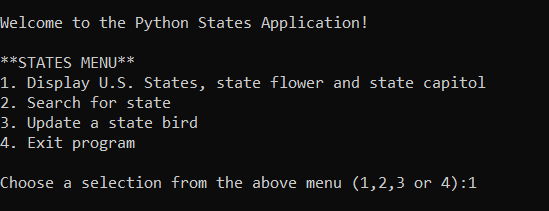 Welcome to the Python States Application!
**STATES MENU**
1. Display U.S. States, state flower and state capitol
2. Search for state
3. Update a state bird
4. Exit program
Choose a selection from the above menu (1,2,3 or 4):1